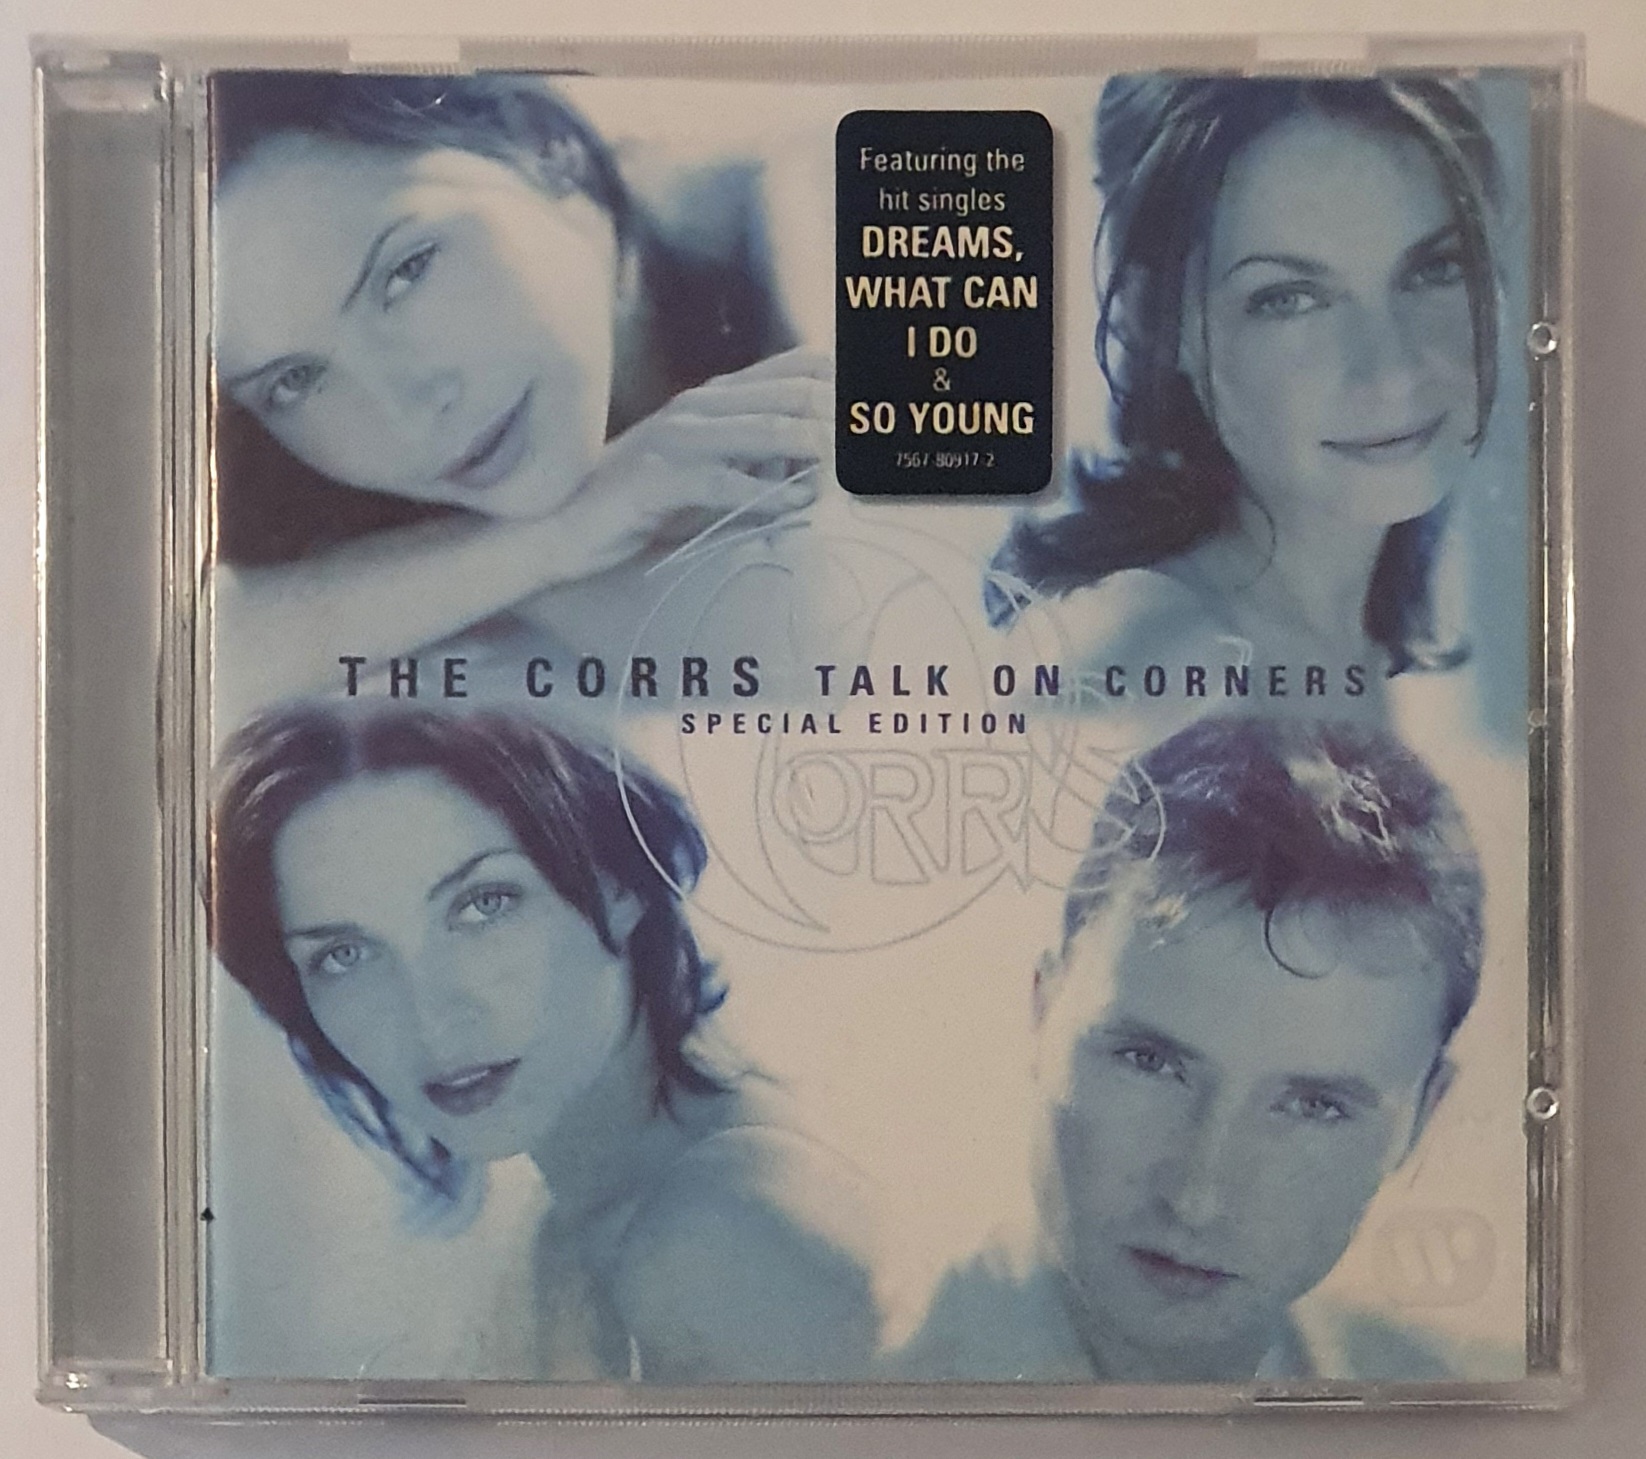 Featuring the
hit singles
DREAMS,
WHAT CAN
I DO
&
SO YOUNG
7567-80917-2
THE CORRS TALK ON CORNERS
SPECIAL EDITION
CORRS